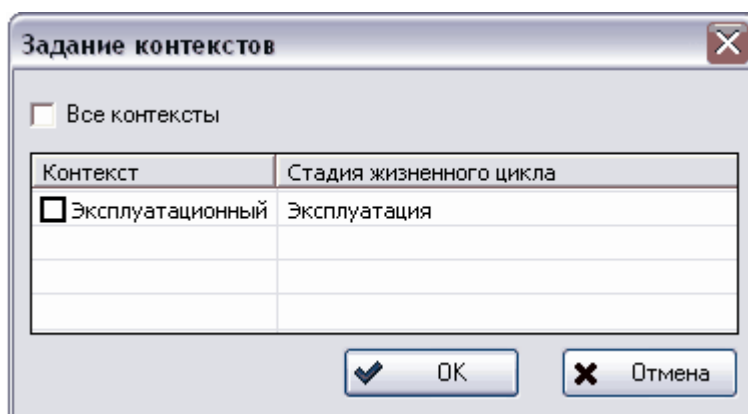 Задание контекстов
Все контексты
Контекст Стадия жизненного цикла
Эксплуатационный Эксплуатация
OK Отмена